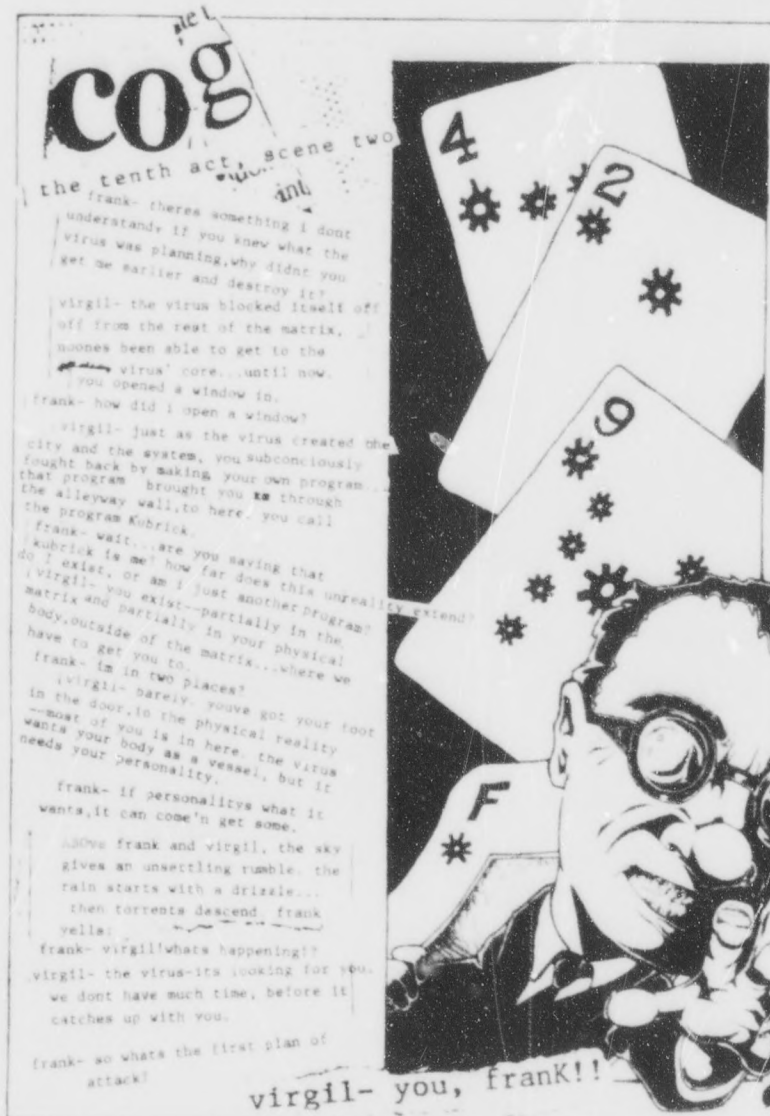 cog
the tenth act, scene two
int.
frank- theres something i dont
understand, if you knew what the
virus was planning,why didnt you
get me earlier and destroy it?
virgil- the virus blocked itself off
off from the rest of the matrix,
noones been able to get to the
virus' core...until now.
you opened a window in.
frank- how did i open a window?
virgil- just as the virus created the
city and the system, you subconciously
fought back by making your own program...
that program brought you through
the alleyway wall,to here, you call
the program Kubrick.
frank- wait...are you saying that
kubrick is me? how far does this unreality extend?
do I exist, or am i just another program?
virgil- you exist--partially in the
matrix and partially in your physical
body,outside of the matrix...where we
have to get you to.
frank- im in two places?
virgil- barely. youve got your foot
in the door,to the physical reality
--most of you is in here. the virus
wants your body as a vessel, but it
needs your personality.
frank- if personalitys what it
wants,it can come'n get some.
above frank and virgil, the sky
gives an unsettling rumble. the
rain starts with a drizzle...
then torrents descend. frank
yells:
frank- virgil!whats happening!?
virgil- the virus-its looking for you.
we dont have much time, before it
catches up with you.
frank- so whats the first plan of
attack?
virgil- you, franK!!
4
2
9
F